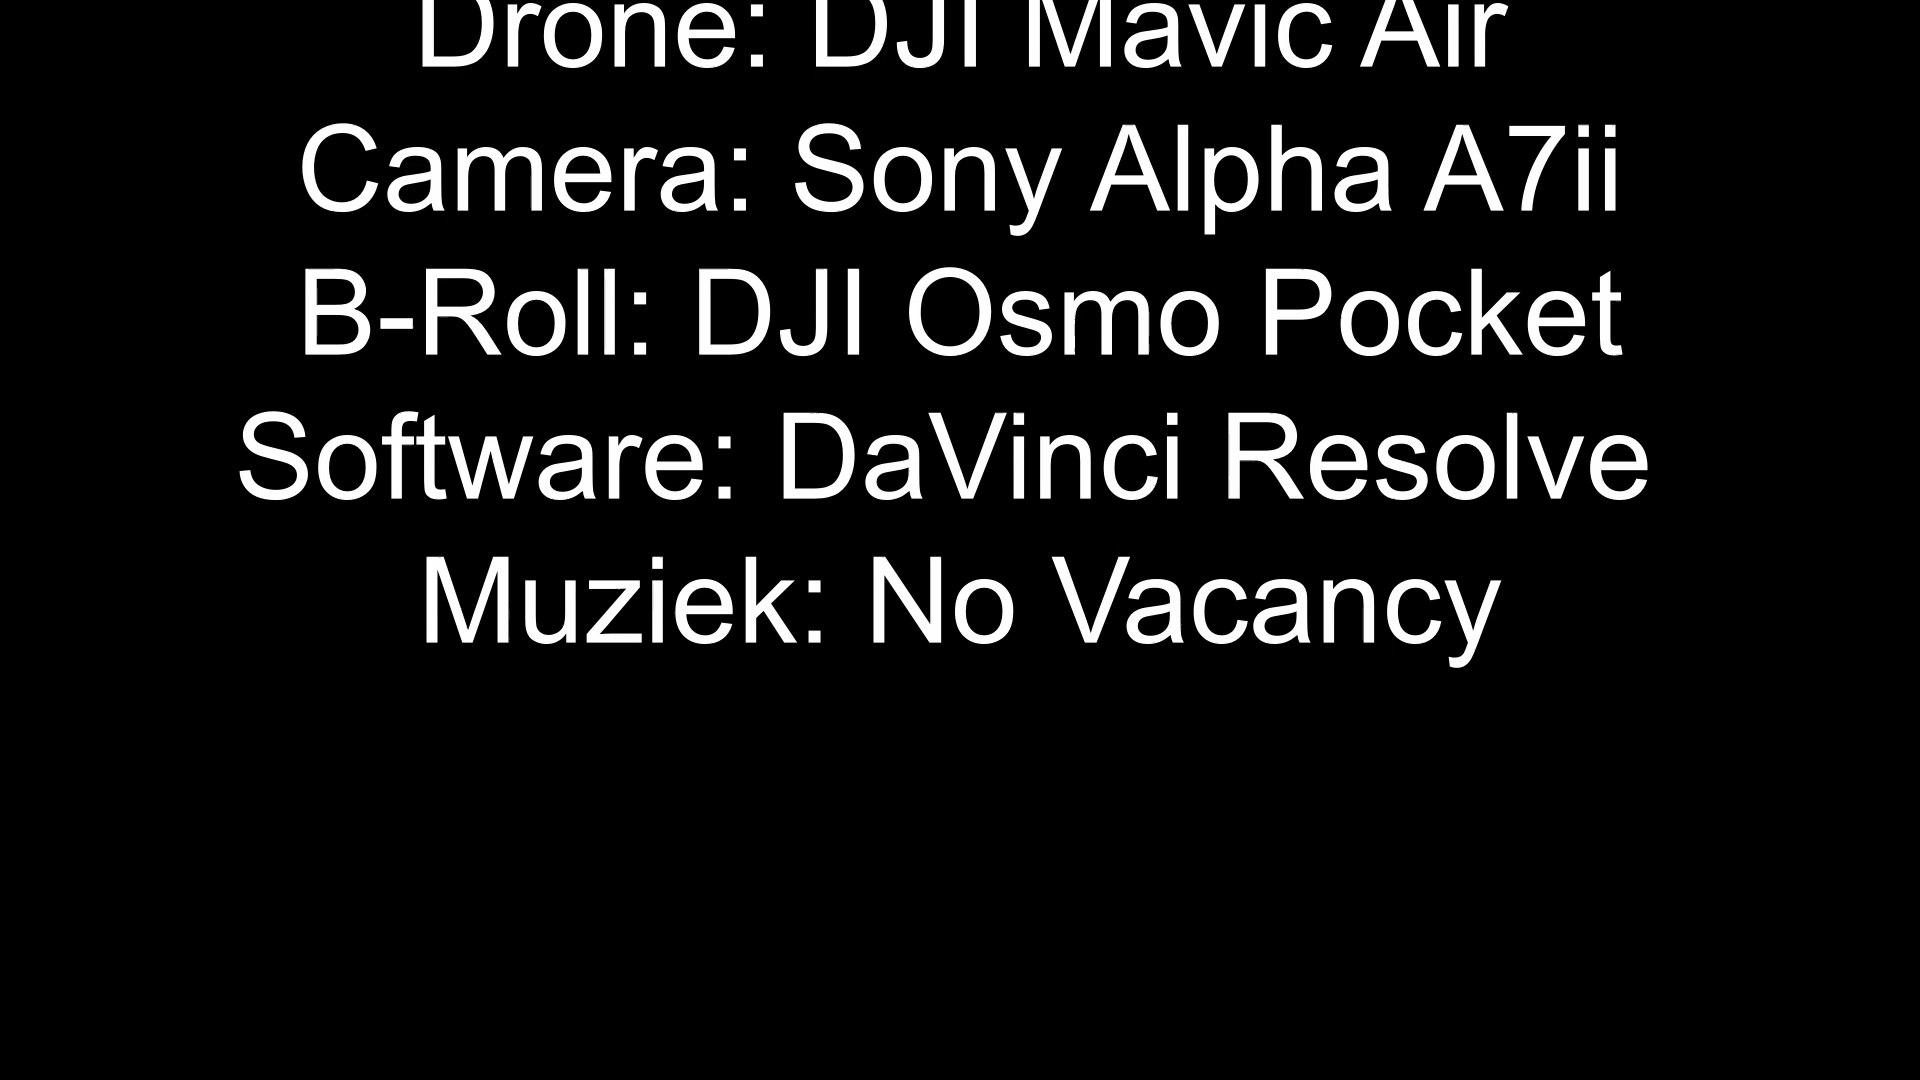 Drone: DJI Mavic Air
Camera: Sony Alpha A7ii
B-Roll: DJI Osmo Pocket
Software: DaVinci Resolve
Muziek: No Vacancy